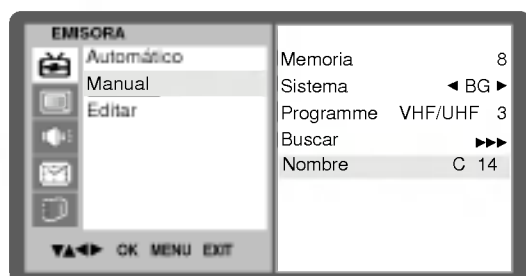 EMISORA
Automático
Manual
Editar
▼▲◀▶ OK MENU EXIT
Memoria 8
Sistema ◀ BG ▶
Programme VHF/UHF 3
Buscar ▶▶▶
Nombre C 14